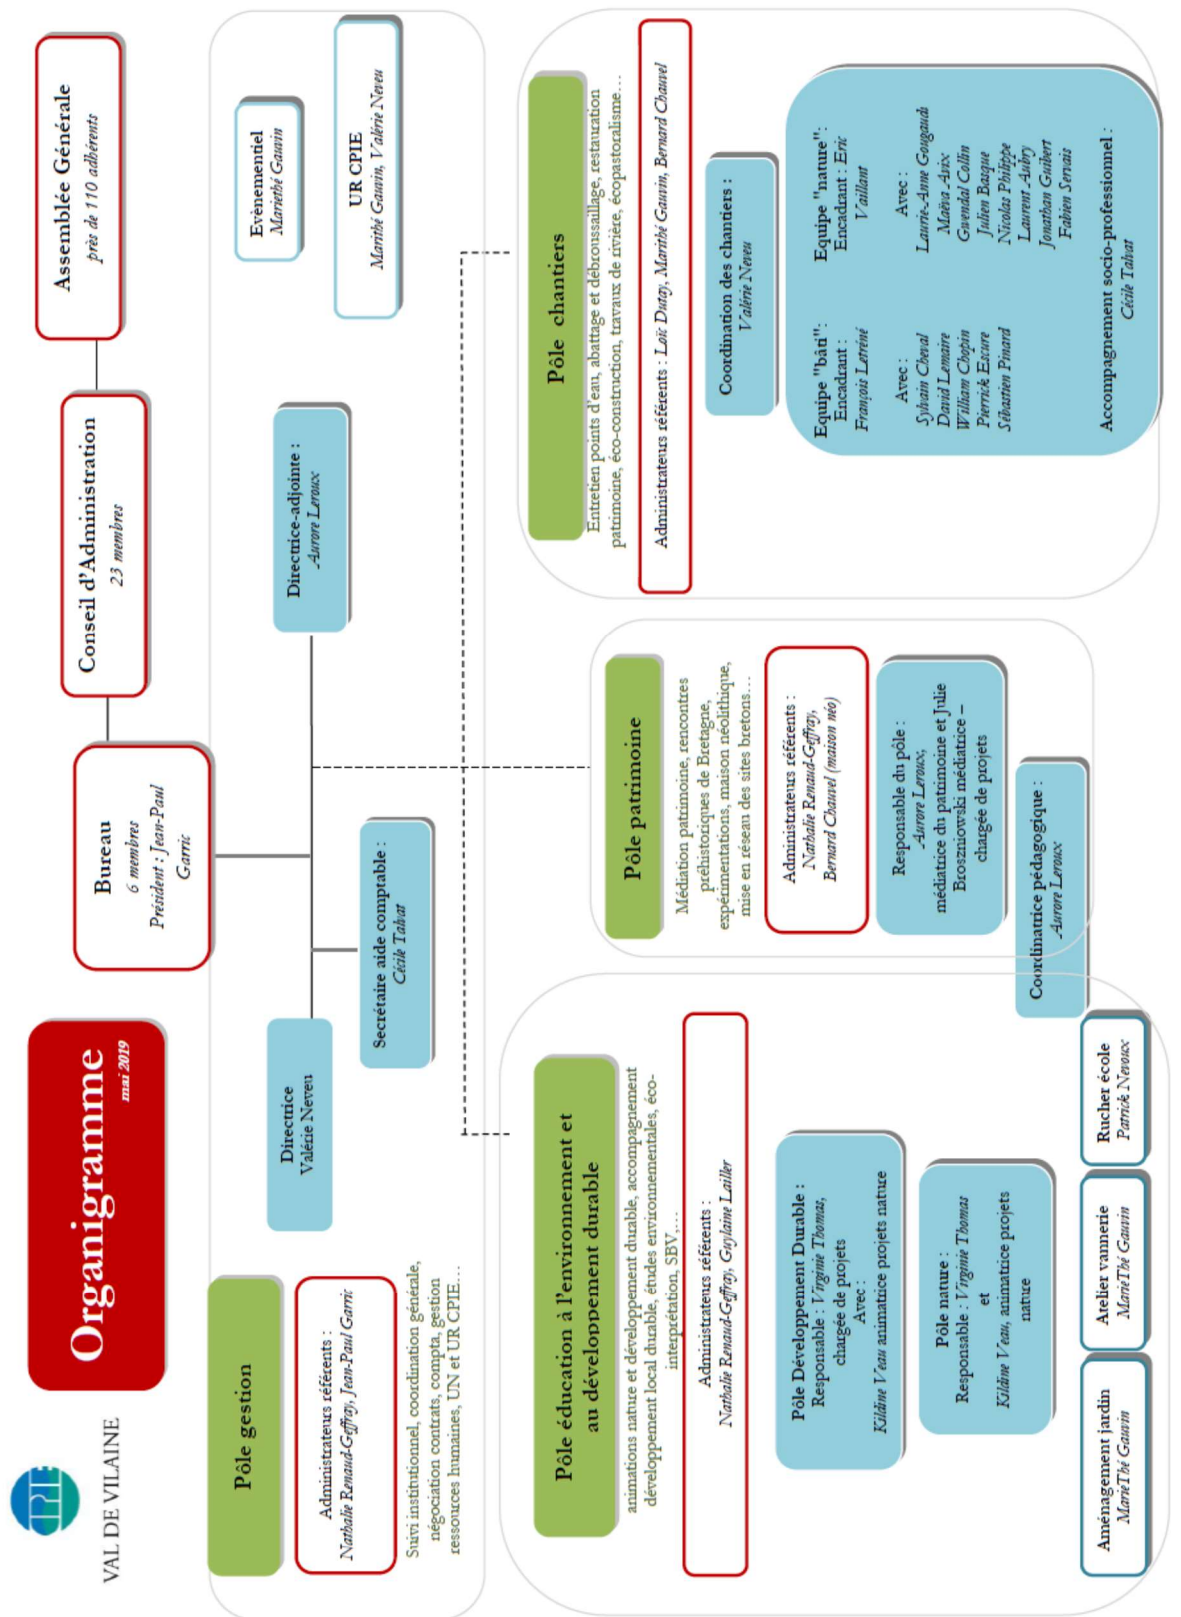 CPIE
VAL DE VILAINE
Organigramme
mai 2019
Bureau
6 membres
Président : Jean-Paul
Garric
Conseil d'Administration
23 membres
Assemblée Générale
près de 110 adhérents
Pôle gestion
Administrateurs référents :
Nathalie Renaud-Geffray, Jean-Paul Garric
Suivi institutionnel, coordination générale,
négociation contrats, compta, gestion
ressources humaines, UN et UR CPIE…
Directrice
Valérie Neveu
Secrétaire aide comptable :
Cécile Talvat
Directrice-adjointe :
Aurore Leroux
Evènementiel
Mariethé Gauvin
UR CPIE
Marithé Gauvin, Valérie Neveu
Pôle éducation à l'environnement et
au développement durable
animations nature et développement durable, accompagnement
développement local durable, études environnementales, éco-
interprétation, SBV,…
Administrateurs référents :
Nathalie Renaud-Geffray, Guylaine Lailler
Pôle Développement Durable :
Responsable : Virginie Thomas,
chargée de projets
Avec :
Kildine Veau animatrice projets nature
Pôle nature :
Responsable : Virginie Thomas
et
Kildine Veau, animatrice projets
nature
Aménagement jardin
MarieThé Gauvin
Atelier vannerie
MarieThé Gauvin
Rucher école
Patrick Nevoux
Pôle patrimoine
Médiation patrimoine, rencontres
préhistoriques de Bretagne,
expérimentations, maison néolithique,
mise en réseau des sites bretons…
Administrateurs référents :
Nathalie Renaud-Geffray,
Bernard Chauvel (maison néo)
Responsable du pôle :
Aurore Leroux,
médiatrice du patrimoine et Julie
Broszniowski médiatrice –
chargée de projets
Coordinatrice pédagogique :
Aurore Leroux
Pôle chantiers
Entretien points d'eau, abattage et débroussaillage, restauration
patrimoine, éco-construction, travaux de rivière, écopastoralisme…
Administrateurs référents : Loïc Dutay, Marithé Gauvin, Bernard Chauvel
Coordination des chantiers :
Valérie Neveu
Equipe "bâti":
Encadrant :
François Letréné
Avec :
Sylvain Cheval
David Lemaire
William Chopin
Pierrick Escure
Sébastien Pinard
Equipe "nature":
Encadrant : Eric
Vaillant
Avec :
Laurie-Anne Gougaud
Maëva Avix
Gwendal Collin
Julien Basque
Nicolas Philippe
Laurent Aubry
Jonathan Guibert
Fabien Servais
Accompagnement socio-professionnel :
Cécile Talvat